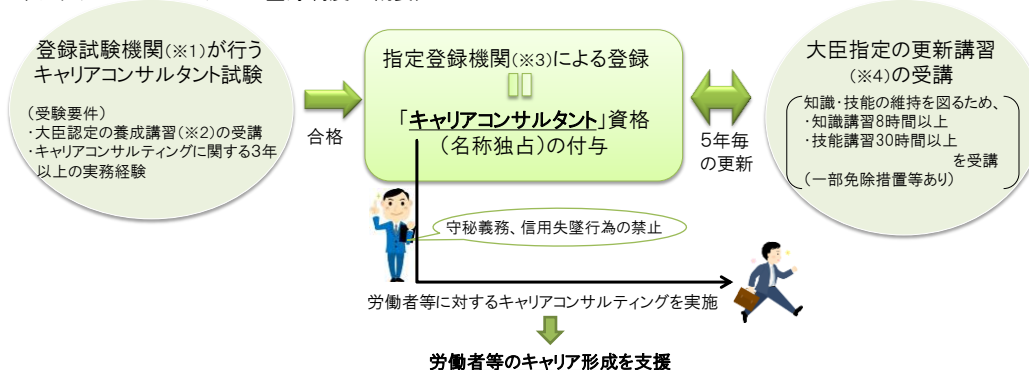 登録試験機関(※1)が行う
キャリアコンサルタント試験
(受験要件)
・大臣認定の養成講習(※2)の受講
・キャリアコンサルティングに関する3年
以上の実務経験
合格
指定登録機関(※3)による登録
「キャリアコンサルタント」資格
(名称独占)の付与
5年毎
の更新
大臣指定の更新講習
(※4)の受講
知識・技能の維持を図るため、
・知識講習8時間以上
・技能講習30時間以上
を受講
(一部免除措置等あり)
守秘義務、信用失墜行為の禁止
労働者等に対するキャリアコンサルティングを実施
労働者等のキャリア形成を支援